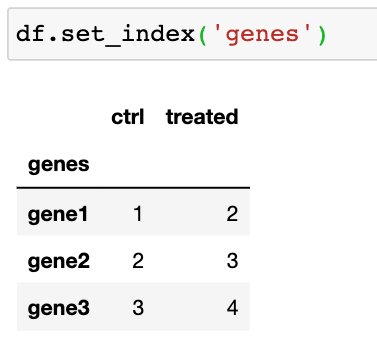 df.set_index('genes')
ctrl treated
genes
gene1 1 2
gene2 2 3
gene3 3 4